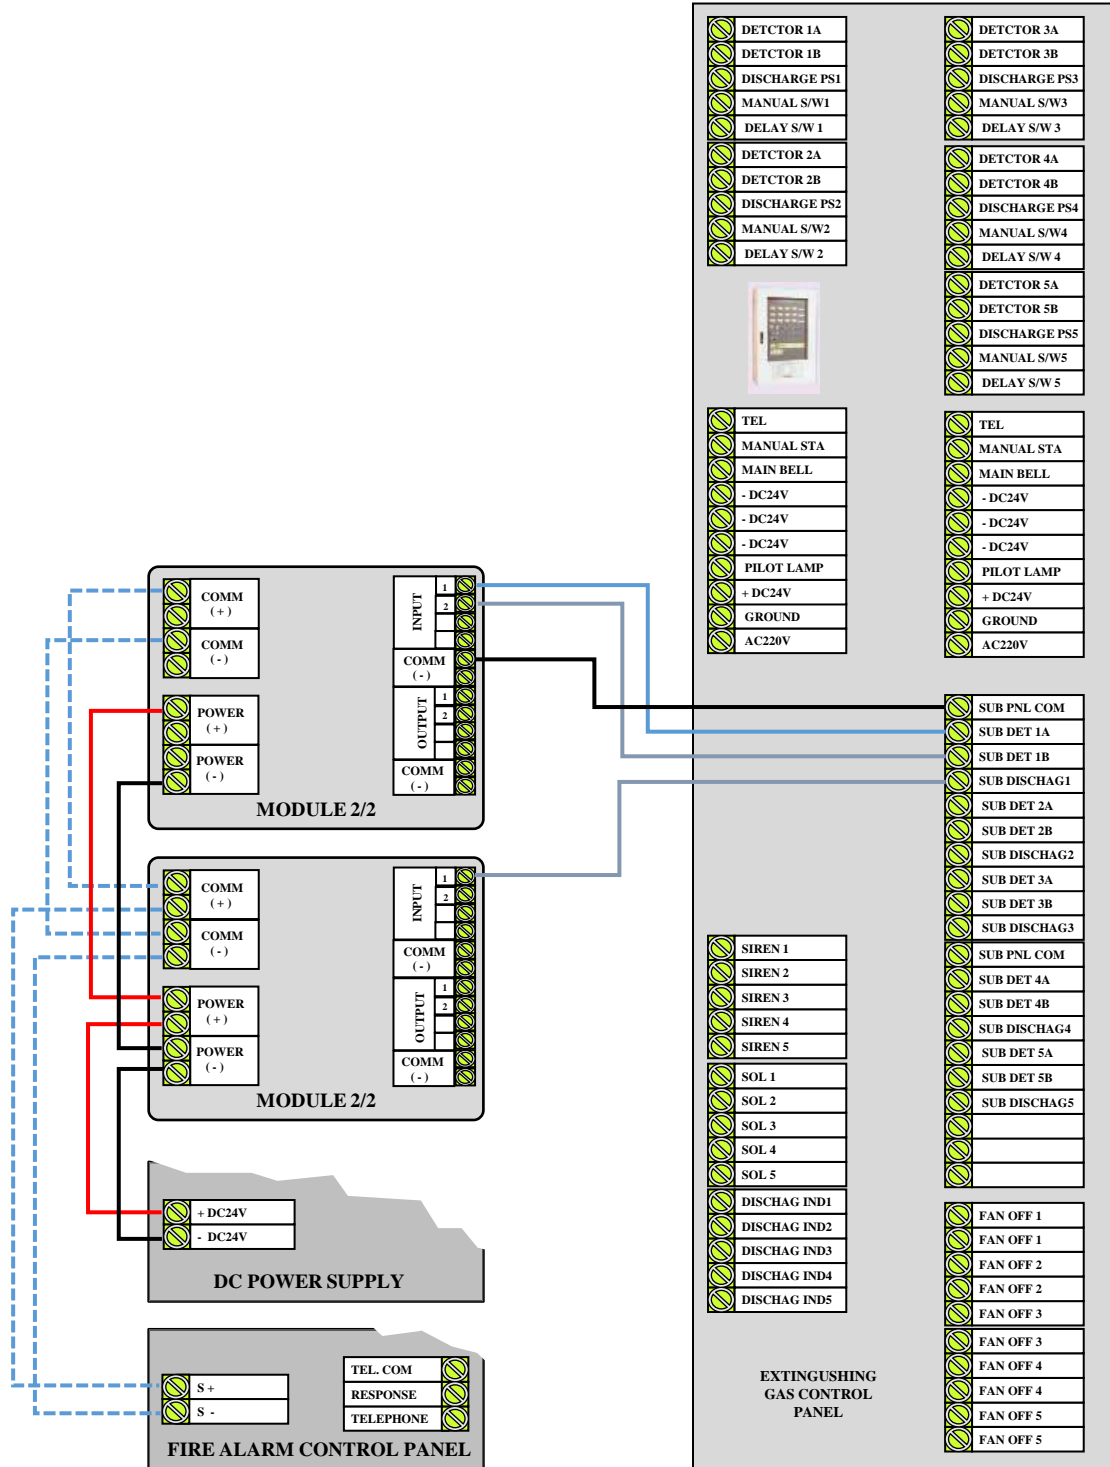 DETCTOR 1A
DETCTOR 1B
DISCHARGE PS1
MANUAL S/W1
DELAY S/W 1
DETCTOR 2A
DETCTOR 2B
DISCHARGE PS2
MANUAL S/W2
DELAY S/W 2
DETCTOR 3A
DETCTOR 3B
DISCHARGE PS3
MANUAL S/W3
DELAY S/W 3
DETCTOR 4A
DETCTOR 4B
DISCHARGE PS4
MANUAL S/W4
DELAY S/W 4
DETCTOR 5A
DETCTOR 5B
DISCHARGE PS5
MANUAL S/W5
DELAY S/W 5
TEL
MANUAL STA
MAIN BELL
- DC24V
- DC24V
- DC24V
PILOT LAMP
+ DC24V
GROUND
AC220V
TEL
MANUAL STA
MAIN BELL
- DC24V
- DC24V
- DC24V
PILOT LAMP
+ DC24V
GROUND
AC220V
COMM
( + )
COMM
( - )
POWER
( + )
POWER
( - )
INPUT
1
2
COMM
( - )
OUTPUT
1
2
COMM
( - )
MODULE 2/2
COMM
( + )
COMM
( - )
POWER
( + )
POWER
( - )
INPUT
1
2
COMM
( - )
OUTPUT
1
2
COMM
( - )
MODULE 2/2
SUB PNL COM
SUB DET 1A
SUB DET 1B
SUB DISCHAG1
SUB DET 2A
SUB DET 2B
SUB DISCHAG2
SUB DET 3A
SUB DET 3B
SUB DISCHAG3
SUB PNL COM
SUB DET 4A
SUB DET 4B
SUB DISCHAG4
SUB DET 5A
SUB DET 5B
SUB DISCHAG5
SIREN 1
SIREN 2
SIREN 3
SIREN 4
SIREN 5
SOL 1
SOL 2
SOL 3
SOL 4
SOL 5
DISCHAG IND1
DISCHAG IND2
DISCHAG IND3
DISCHAG IND4
DISCHAG IND5
FAN OFF 1
FAN OFF 1
FAN OFF 2
FAN OFF 2
FAN OFF 3
FAN OFF 3
FAN OFF 4
FAN OFF 4
FAN OFF 5
FAN OFF 5
+ DC24V
- DC24V
DC POWER SUPPLY
S +
S -
TEL. COM
RESPONSE
TELEPHONE
FIRE ALARM CONTROL PANEL
EXTINGUSHING
GAS CONTROL
PANEL